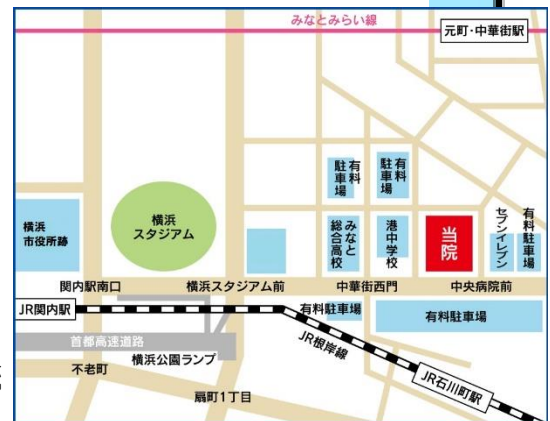 みなとみらい線
元町・中華街駅
有料
駐車場
有料
駐車場
横浜
市役所跡
横浜
スタジアム
みなと
総合高校
港中学校
当院
セブンイレブン
有料駐車場
関内駅南口
横浜スタジアム前
中華街西門
中央病院前
JR関内駅
有料駐車場
有料駐車場
首都高速道路
横浜公園ランプ
JR根岸線
JR石川町駅
不老町
扇町1丁目